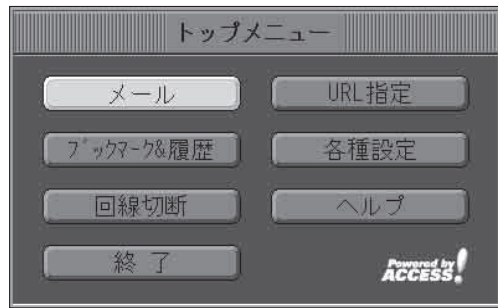 トップメニュー
メール
URL指定
ﾌﾞｯｸﾏｰｸ&履歴
各種設定
回線切断
ヘルプ
終 了
Powered by
ACCESS!